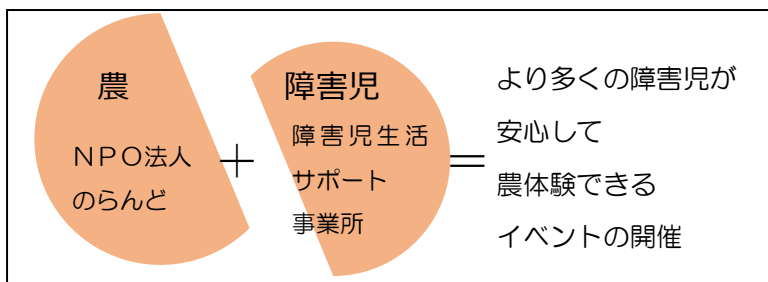 農
NPO法人
のらんど
+
障害児
障害児生活
サポート
事業所
=
より多くの障害児が
安心して
農体験できる
イベントの開催